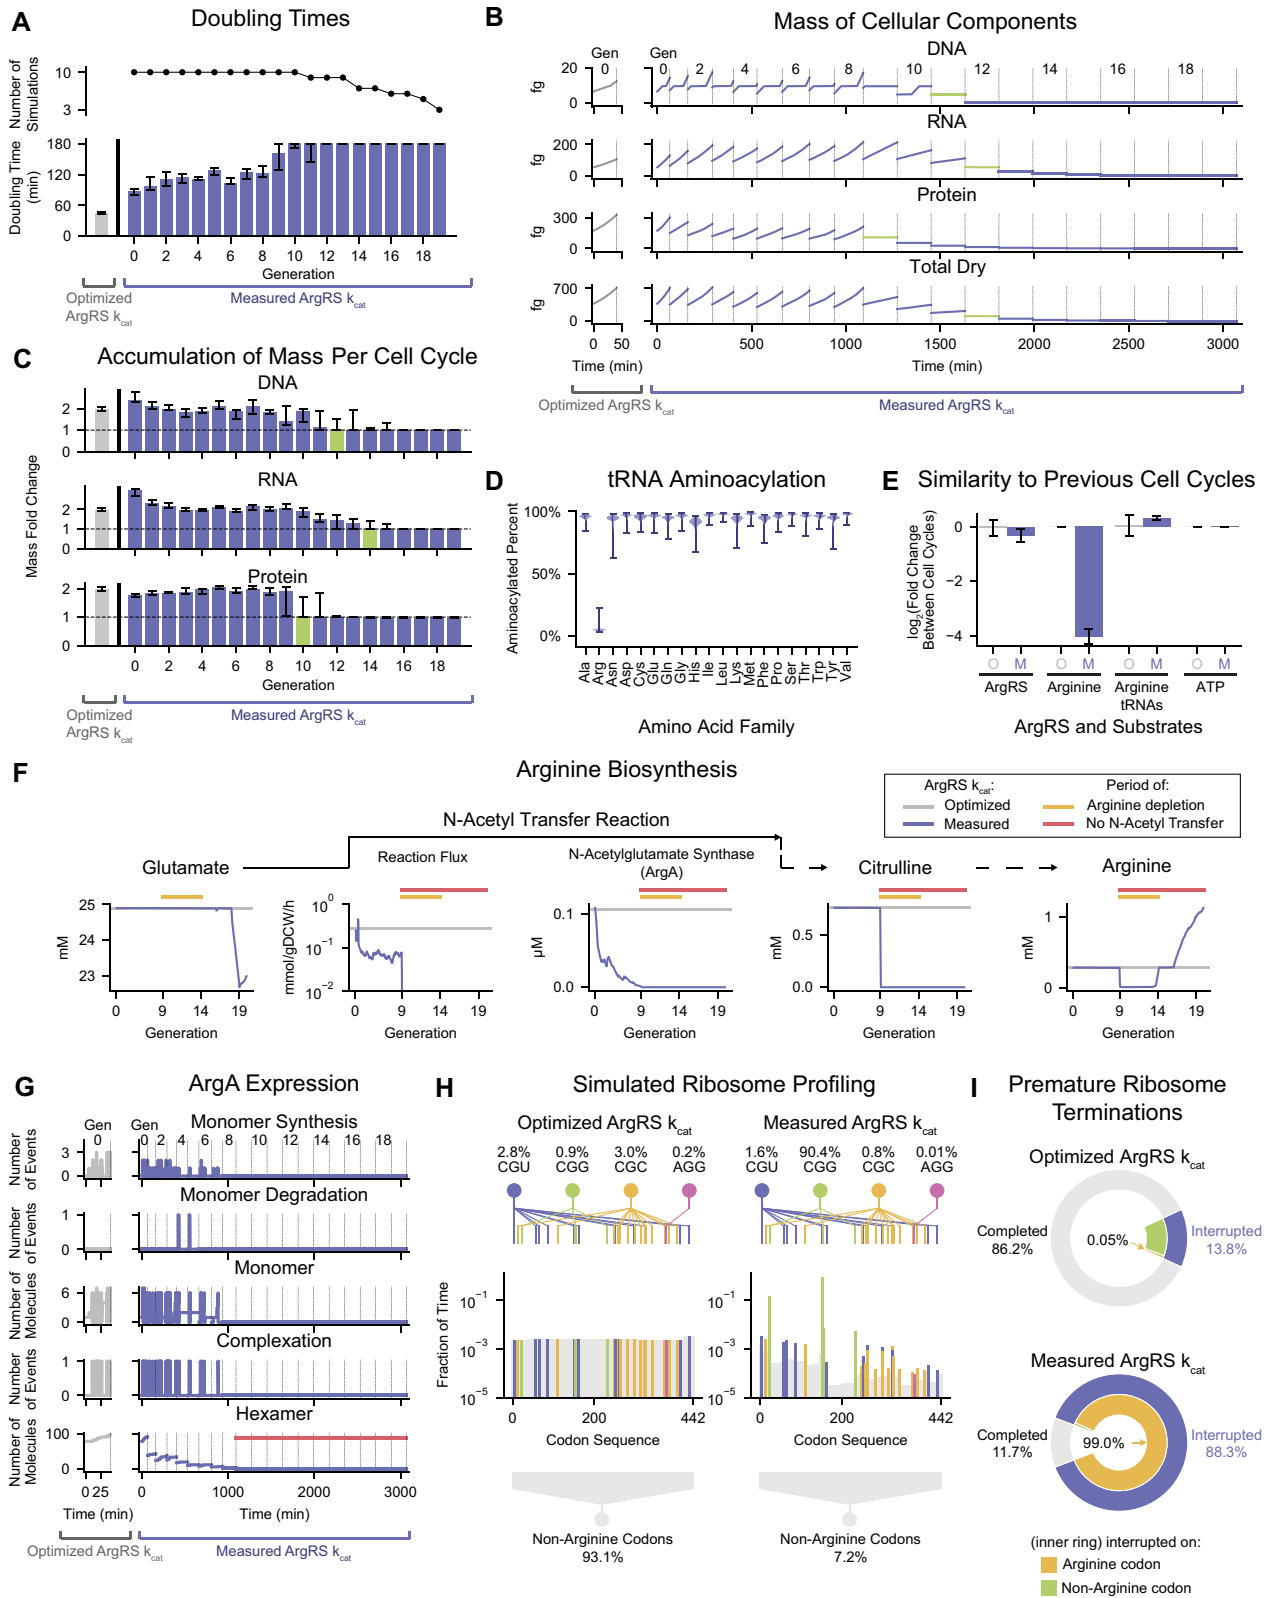 A
Doubling Times
Number of
Simulations
10
3
Doubling Time
(min)
180
120
60
0
0 2 4 6 8 10 12 14 16 18
Generation
Optimized
ArgRS kcat
Measured ArgRS kcat
B
Mass of Cellular Components
DNA
Gen
0
Gen
0 2 4 6 8 10 12 14 16 18
fg
20
0
RNA
fg
200
0
Protein
fg
300
0
Total Dry
fg
700
0
0 50
0 500 1000 1500 2000 2500 3000
Time (min)
Time (min)
Optimized ArgRS kcat
Measured ArgRS kcat
C
Accumulation of Mass Per Cell Cycle
Mass Fold Change
DNA
2
1
0
RNA
2
1
0
Protein
2
1
0
0 2 4 6 8 10 12 14 16 18
Generation
Optimized
ArgRS kcat
Measured ArgRS kcat
D
tRNA Aminoacylation
Aminoacylated Percent
100%
50%
0%
Ala Arg Asn Asp Cys Glu Gln Gly His Ile Leu Lys Met Phe Pro Ser Thr Trp Tyr Val
Amino Acid Family
E
Similarity to Previous Cell Cycles
log2(Fold Change
Between Cell Cycles)
0
−2
−4
O M O M O M O M
ArgRS Arginine Arginine
tRNAs
ATP
ArgRS and Substrates
F
Arginine Biosynthesis
ArgRS kcat:
Optimized
Measured
Period of:
Arginine depletion
No N-Acetyl Transfer
N-Acetyl Transfer Reaction
Glutamate
mM
25
24
23
0 9 14 19
Generation
Reaction Flux
mmol/gDCW/h
10^0
10^−1
10^−2
0 9 14 19
Generation
N-Acetylglutamate Synthase
(ArgA)
µM
0.1
0.0
0 9 14 19
Generation
Citrulline
mM
0.5
0.0
0 9 14 19
Generation
Arginine
mM
1
0
0 9 14 19
Generation
G
ArgA Expression
Monomer Synthesis
Gen
0
Gen
0 2 4 6 8 10 12 14 16 18
Number
of Events
3
0
Monomer Degradation
Number
of Events
1
0
Monomer
Number of
Molecules
6
0
Complexation
Number
of Events
1
0
Hexamer
Number of
Molecules
100
0
0 25
0 1000 2000 3000
Time (min)
Time (min)
Optimized ArgRS kcat
Measured ArgRS kcat
H
Simulated Ribosome Profiling
Optimized ArgRS kcat
2.8% 0.9% 3.0% 0.2%
CGU CGG CGC AGG
Measured ArgRS kcat
1.6% 90.4% 0.8% 0.01%
CGU CGG CGC AGG
Fraction of Time
10^−1
10^−3
10^−5
0 200 442
Codon Sequence
Non-Arginine Codons
93.1%
10^−1
10^−3
10^−5
0 200 442
Codon Sequence
Non-Arginine Codons
7.2%
I
Premature Ribosome
Terminations
Optimized ArgRS kcat
Completed
86.2%
0.05%
Interrupted
13.8%
Measured ArgRS kcat
Completed
11.7%
99.0%
Interrupted
88.3%
(inner ring) interrupted on:
Arginine codon
Non-Arginine codon